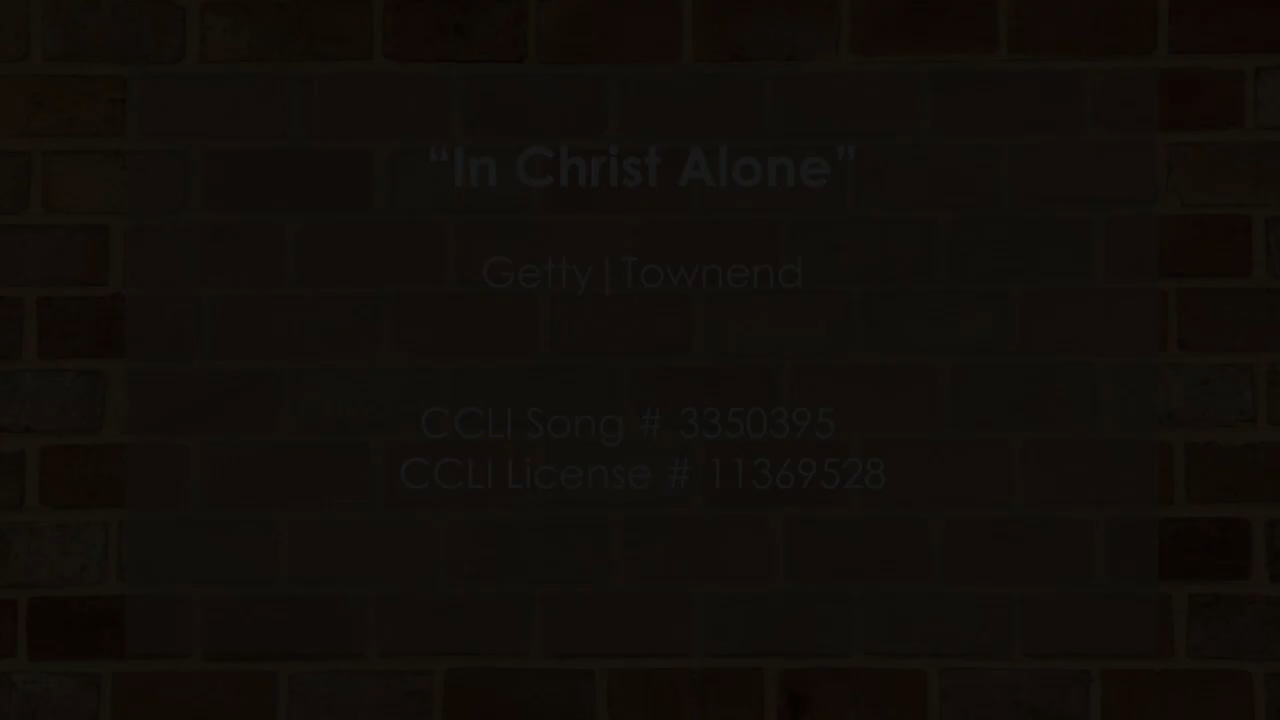 “In Christ Alone”
Getty|Townend
CCLI Song # 3350395
CCLI License # 11369528